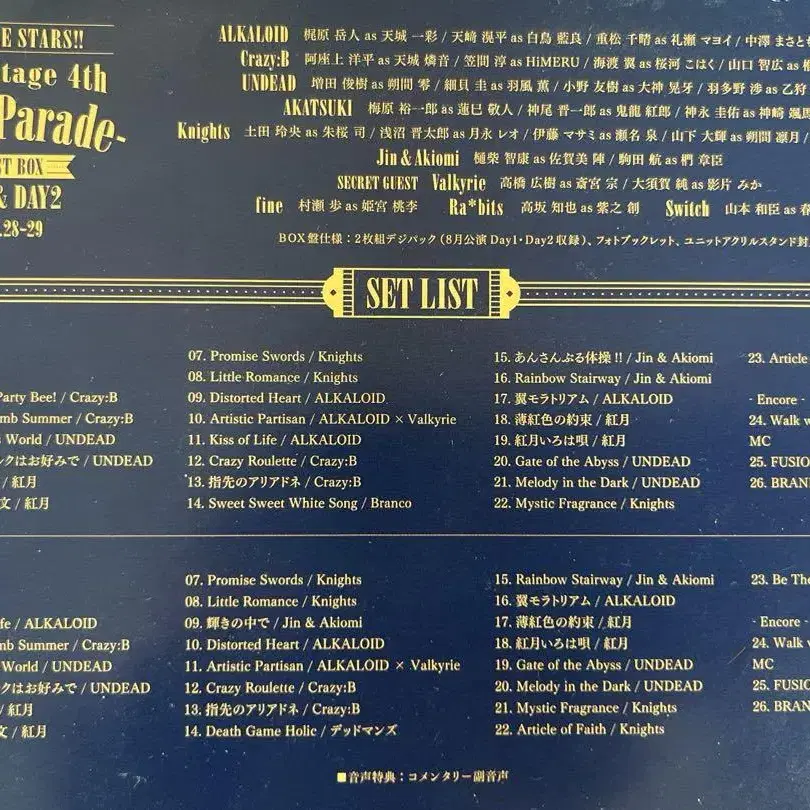 E STARS!!
tage 4th
Parade-
ST BOX
& DAY2
.28-29
ALKALOID 梶原 岳人 as 天城 一彩 / 天﨑 滉平 as 白鳥 藍良 / 重松 千晴 as 礼瀬 マヨイ / 中澤 まさとも
Crazy:B 阿座上 洋平 as 天城 燐音 / 笠間 淳 as HiMERU / 海渡 翼 as 桜河 こはく / 山口 智広 as
UNDEAD 増田 俊樹 as 朔間 零 / 細貝 圭 as 羽風 薫 / 小野 友樹 as 大神 晃牙 / 羽多野 渉 as 乙狩
AKATSUKI 梅原 裕一郎 as 蓮巳 敬人 / 神尾 晋一郎 as 鬼龍 紅郎 / 神永 圭佑 as 神崎 颯馬
Knights 土田 玲央 as 朱桜 司 / 浅沼 晋太郎 as 月永 レオ / 伊藤 マサミ as 瀬名 泉 / 山下 大輝 as 朔間 凛月 /
Jin & Akiomi 樋柴 智康 as 佐賀美 陣 / 駒田 航 as 椚 章臣
SECRET GUEST Valkyrie 高橋 広樹 as 斎宮 宗 / 大須賀 純 as 影片 みか
fine 村瀬 歩 as 姫宮 桃李 Ra*bits 高坂 知也 as 紫之 創 Switch 山本 和臣 as 春
BOX盤仕様：2枚組デジパック（8月公演 Day1・Day2収録）、フォトブックレット、ユニットアクリルスタンド封
SET LIST
Party Bee! / Crazy:B
mb Summer / Crazy:B
s World / UNDEAD
ンクはお好みで / UNDEAD
/ 紅月
文 / 紅月
07. Promise Swords / Knights
08. Little Romance / Knights
09. Distorted Heart / ALKALOID
10. Artistic Partisan / ALKALOID × Valkyrie
11. Kiss of Life / ALKALOID
12. Crazy Roulette / Crazy:B
13. 指先のアリアドネ / Crazy:B
14. Sweet Sweet White Song / Branco
15. あんさんぶる体操!! / Jin & Akiomi
16. Rainbow Stairway / Jin & Akiomi
17. 翼モラトリアム / ALKALOID
18. 薄紅色の約束 / 紅月
19. 紅月いろは唄 / 紅月
20. Gate of the Abyss / UNDEAD
21. Melody in the Dark / UNDEAD
22. Mystic Fragrance / Knights
23. Article
- Encore -
24. Walk w
MC
25. FUSIO
26. BRAN
ife / ALKALOID
mb Summer / Crazy:B
World / UNDEAD
クはお好みで / UNDEAD
/ 紅月
文 / 紅月
07. Promise Swords / Knights
08. Little Romance / Knights
09. 輝きの中で / Jin & Akiomi
10. Distorted Heart / ALKALOID
11. Artistic Partisan / ALKALOID × Valkyrie
12. Crazy Roulette / Crazy:B
13. 指先のアリアドネ / Crazy:B
14. Death Game Holic / デッドマンズ
15. Rainbow Stairway / Jin & Akiomi
16. 翼モラトリアム / ALKALOID
17. 薄紅色の約束 / 紅月
18. 紅月いろは唄 / 紅月
19. Gate of the Abyss / UNDEAD
20. Melody in the Dark / UNDEAD
21. Mystic Fragrance / Knights
22. Article of Faith / Knights
23. Be The
- Encore -
24. Walk w
MC
25. FUSIO
26. BRAN
■音声特典：コメンタリー副音声